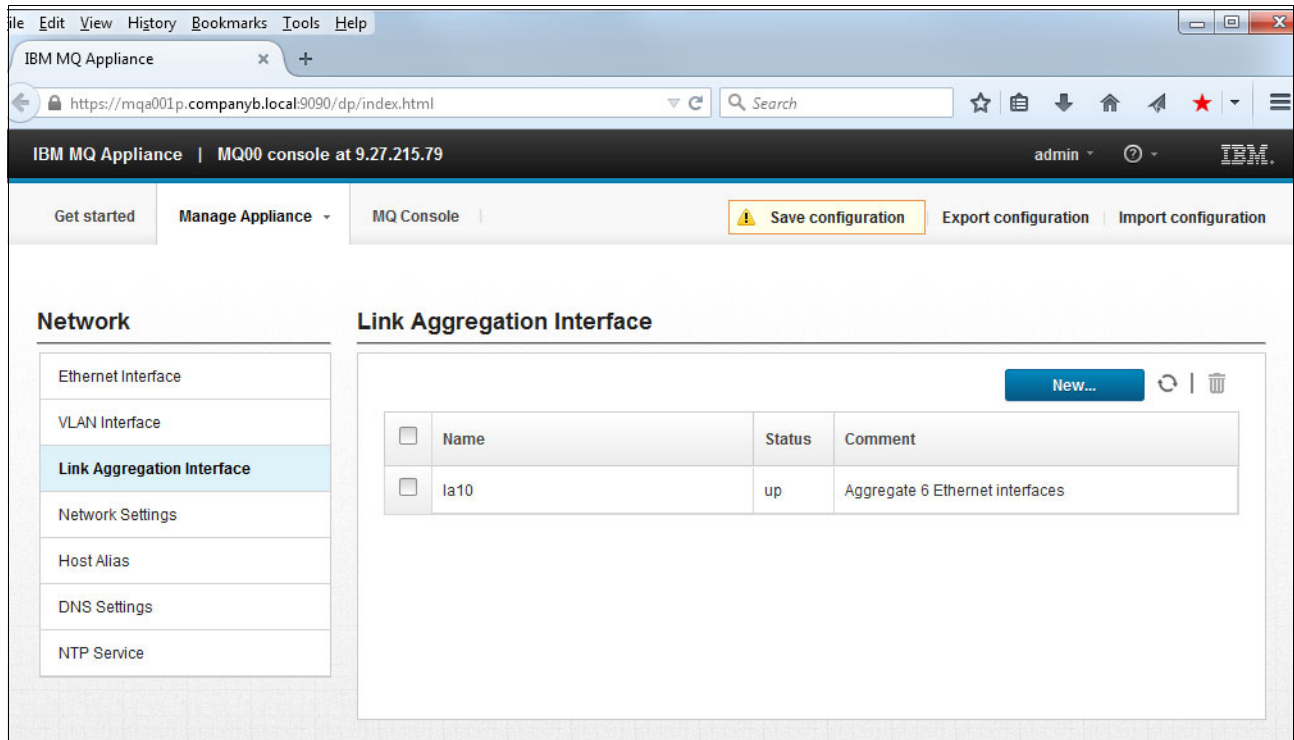 ile Edit View History Bookmarks Tools Help
IBM MQ Appliance
https://mqa001p.companyb.local:9090/dp/index.html Search
IBM MQ Appliance | MQ00 console at 9.27.215.79 admin IBM.
Get started Manage Appliance MQ Console Save configuration Export configuration Import configuration
Network Link Aggregation Interface
Ethernet Interface
New...
VLAN Interface
Name Status Comment
Link Aggregation Interface
la10 up Aggregate 6 Ethernet interfaces
Network Settings
Host Alias
DNS Settings
NTP Service